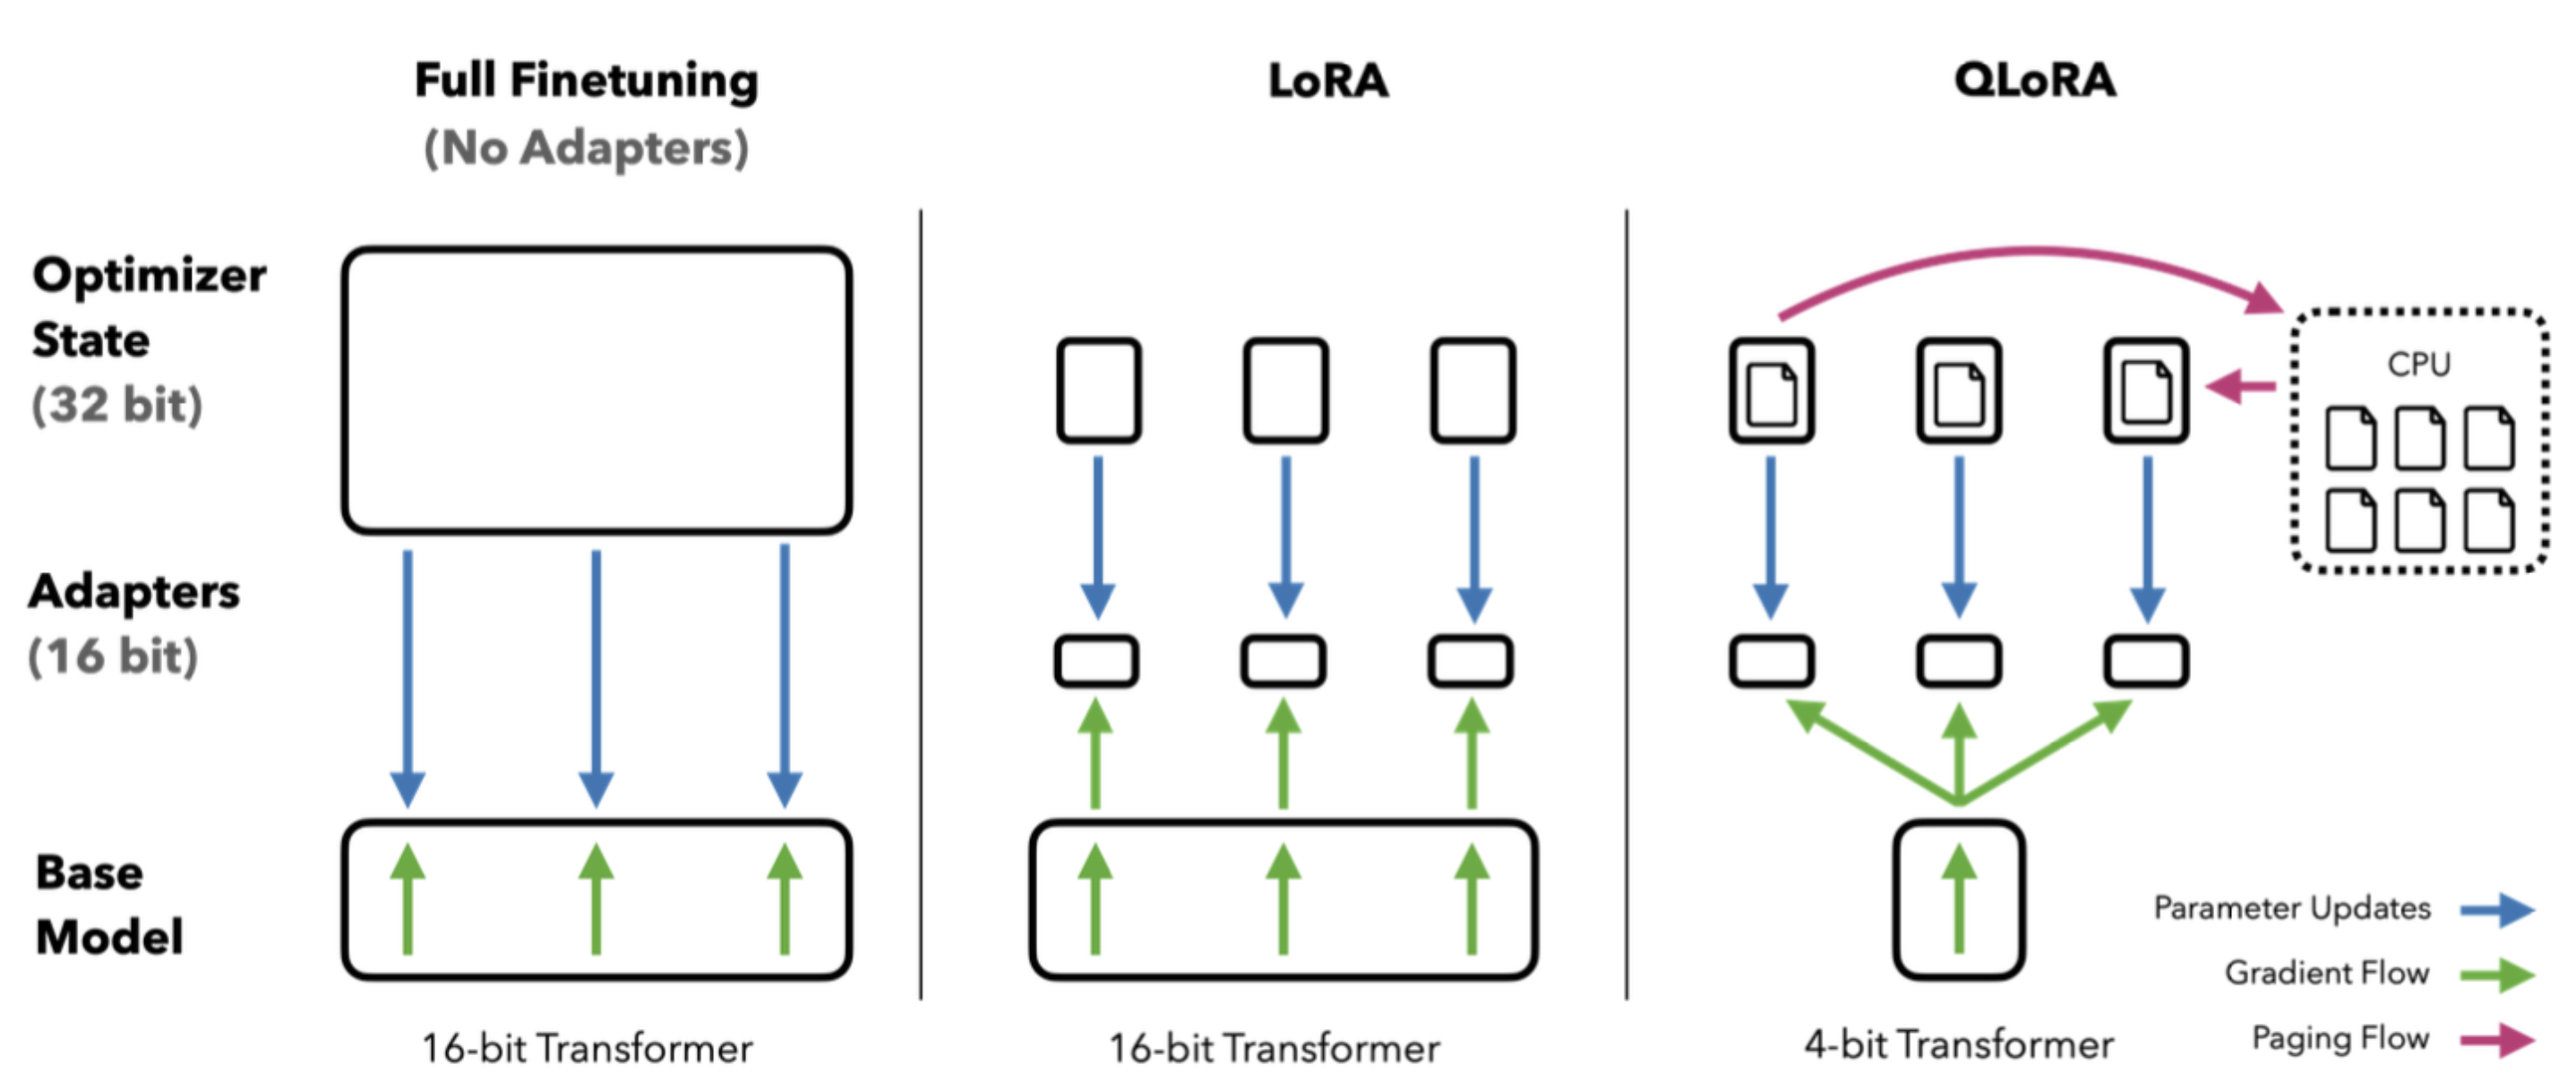 Full Finetuning
(No Adapters)
LoRA
QLoRA
Optimizer
State
(32 bit)
CPU
Adapters
(16 bit)
Base
Model
Parameter Updates
Gradient Flow
Paging Flow
16-bit Transformer
16-bit Transformer
4-bit Transformer